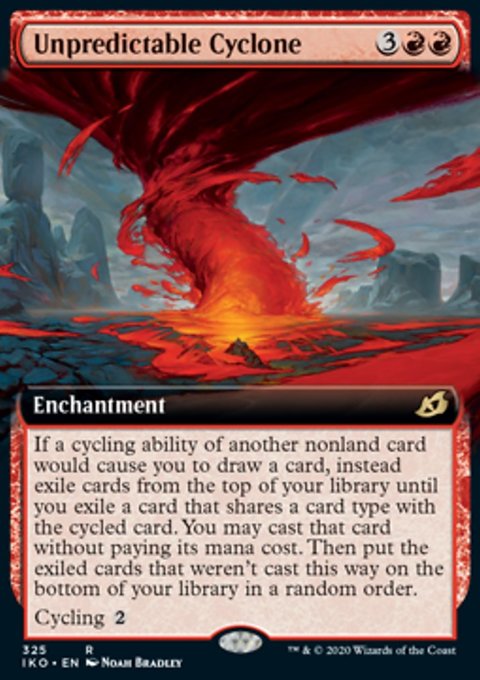 Unpredictable Cyclone 3
Enchantment
If a cycling ability of another nonland card
would cause you to draw a card, instead
exile cards from the top of your library until
you exile a card that shares a card type with
the cycled card. You may cast that card
without paying its mana cost. Then put the
exiled cards that weren't cast this way on the
bottom of your library in a random order.
Cycling 2
325 R
IKO • EN Noah Bradley
™ & © 2020 Wizards of the Coast